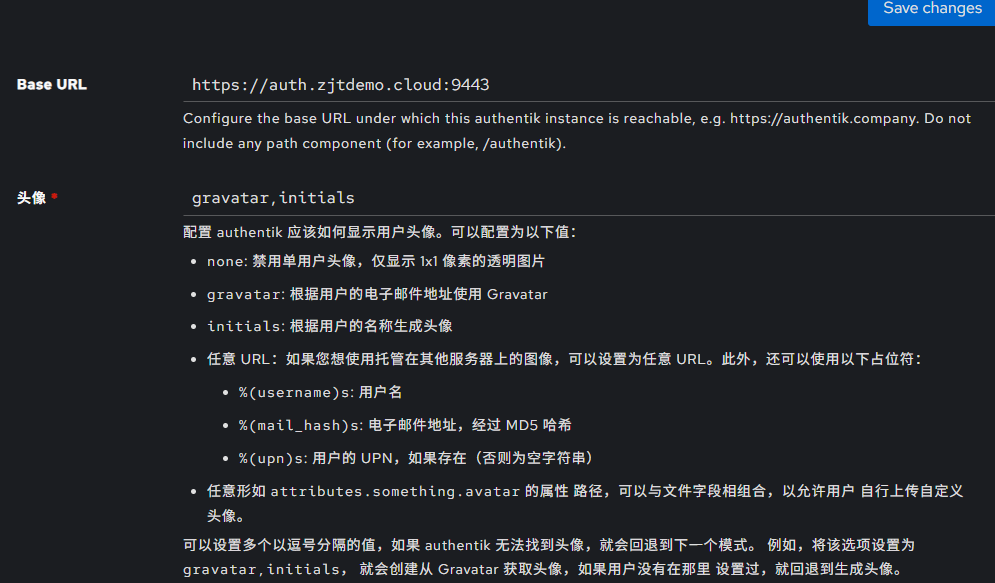 Save changes
Base URL
https://auth.zjtdemo.cloud:9443
Configure the base URL under which this authentik instance is reachable, e.g. https://authentik.company. Do not
include any path component (for example, /authentik).
头像 *
gravatar,initials
配置 authentik 应该如何显示用户头像。可以配置为以下值：
• none: 禁用单用户头像，仅显示 1x1 像素的透明图片
• gravatar: 根据用户的电子邮件地址使用 Gravatar
• initials: 根据用户的名称生成头像
• 任意 URL：如果您想使用托管在其他服务器上的图像，可以设置为任意 URL。此外，还可以使用以下占位符：
• %(username)s: 用户名
• %(mail_hash)s: 电子邮件地址，经过 MD5 哈希
• %(upn)s: 用户的 UPN，如果存在（否则为空字符串）
• 任意形如 attributes.something.avatar 的属性 路径，可以与文件字段相组合，以允许用户 自行上传自定义
头像。
可以设置多个以逗号分隔的值，如果 authentik 无法找到头像，就会回退到下一个模式。 例如，将该选项设置为
gravatar,initials， 就会创建从 Gravatar 获取头像，如果用户没有在那里 设置过，就回退到生成头像。